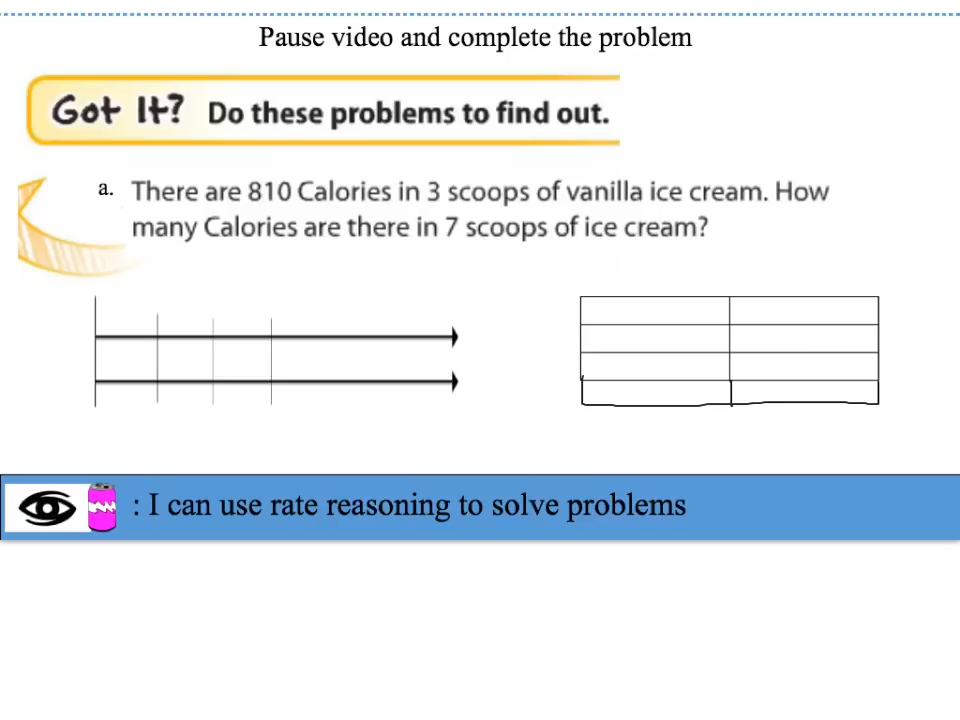 Pause video and complete the problem
Got It? Do these problems to find out.
a. There are 810 Calories in 3 scoops of vanilla ice cream. How
many Calories are there in 7 scoops of ice cream?
: I can use rate reasoning to solve problems